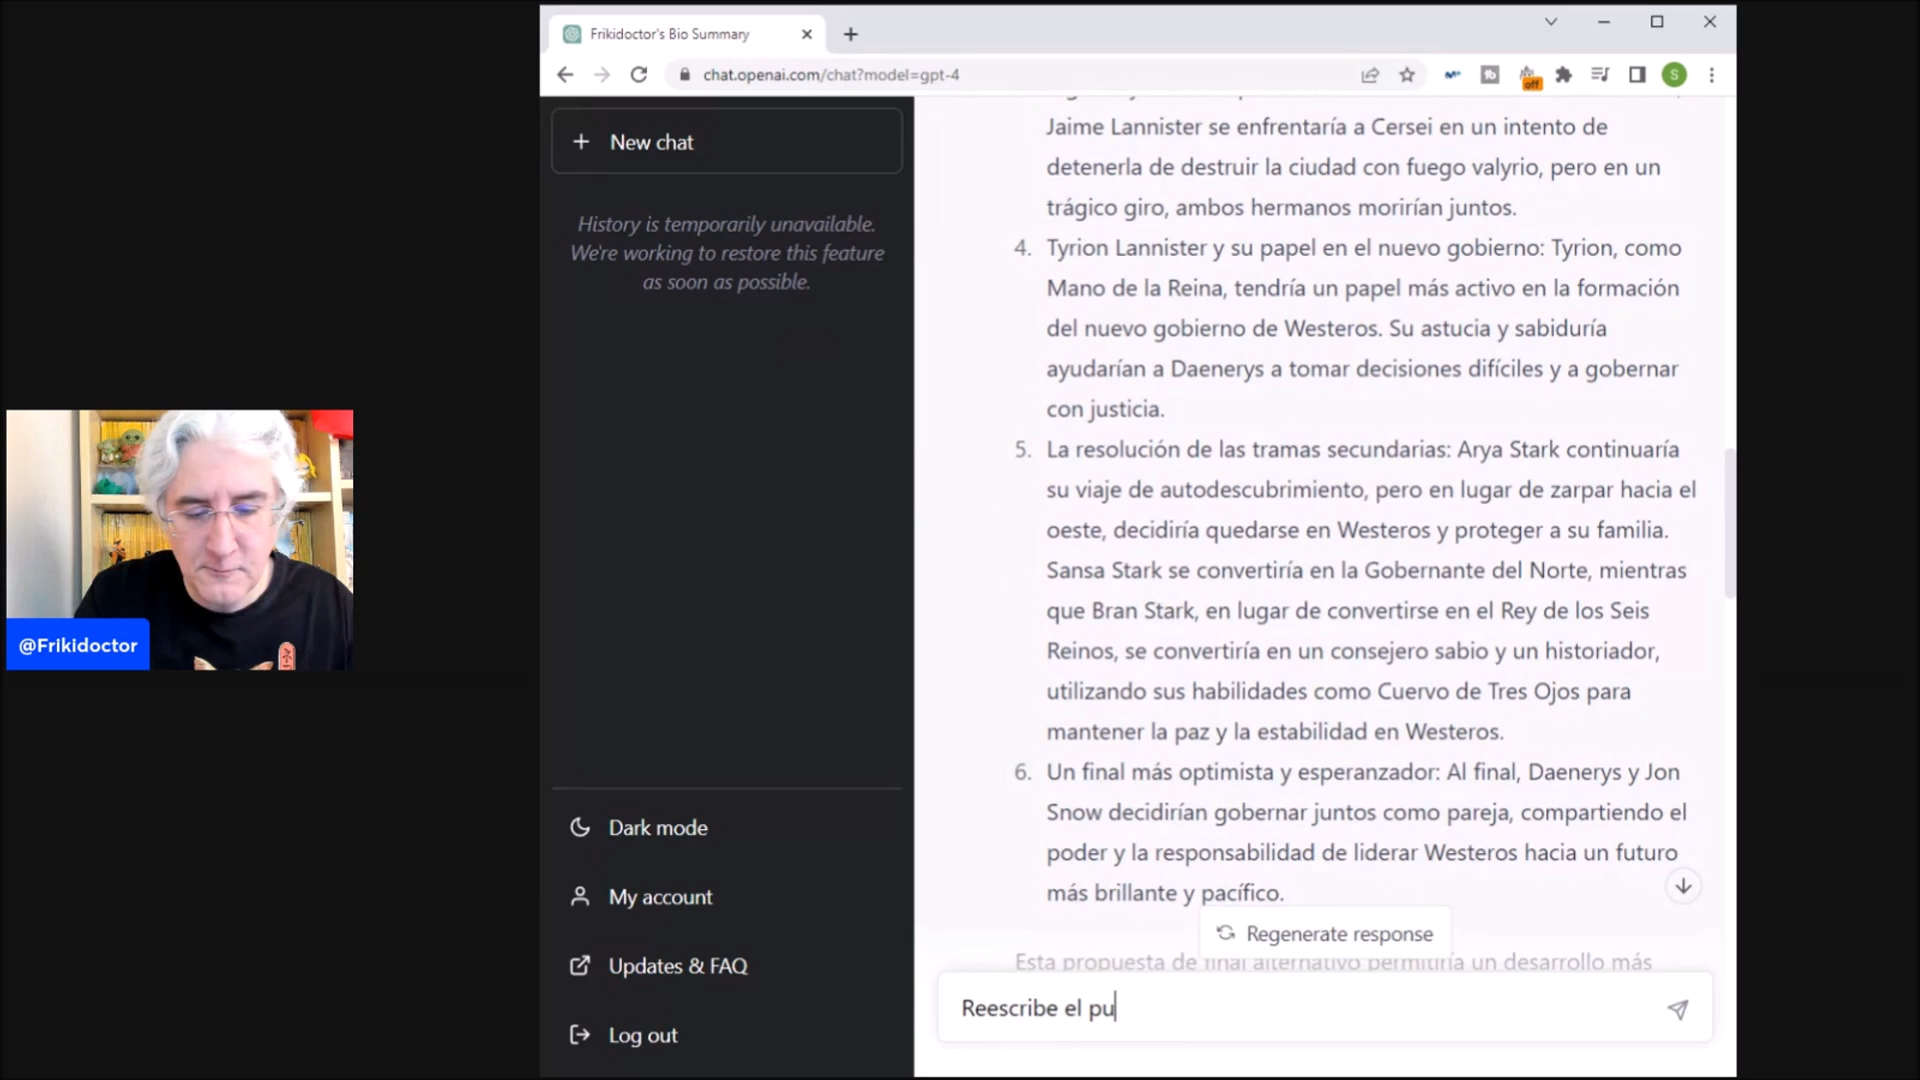 Frikidoctor's Bio Summary
chat.openai.com/chat?model=gpt-4
off
S
New chat
History is temporarily unavailable.
We're working to restore this feature
as soon as possible.
Dark mode
My account
Updates & FAQ
Log out
@Frikidoctor
Jaime Lannister se enfrentaría a Cersei en un intento de
detenerla de destruir la ciudad con fuego valyrio, pero en un
trágico giro, ambos hermanos morirían juntos.
4. Tyrion Lannister y su papel en el nuevo gobierno: Tyrion, como
Mano de la Reina, tendría un papel más activo en la formación
del nuevo gobierno de Westeros. Su astucia y sabiduría
ayudarían a Daenerys a tomar decisiones difíciles y a gobernar
con justicia.
5. La resolución de las tramas secundarias: Arya Stark continuaría
su viaje de autodescubrimiento, pero en lugar de zarpar hacia el
oeste, decidiría quedarse en Westeros y proteger a su familia.
Sansa Stark se convertiría en la Gobernante del Norte, mientras
que Bran Stark, en lugar de convertirse en el Rey de los Seis
Reinos, se convertiría en un consejero sabio y un historiador,
utilizando sus habilidades como Cuervo de Tres Ojos para
mantener la paz y la estabilidad en Westeros.
6. Un final más optimista y esperanzador: Al final, Daenerys y Jon
Snow decidirían gobernar juntos como pareja, compartiendo el
poder y la responsabilidad de liderar Westeros hacia un futuro
más brillante y pacífico.
Regenerate response
Esta propuesta de final alternativo permitiría un desarrollo más
Reescribe el pu